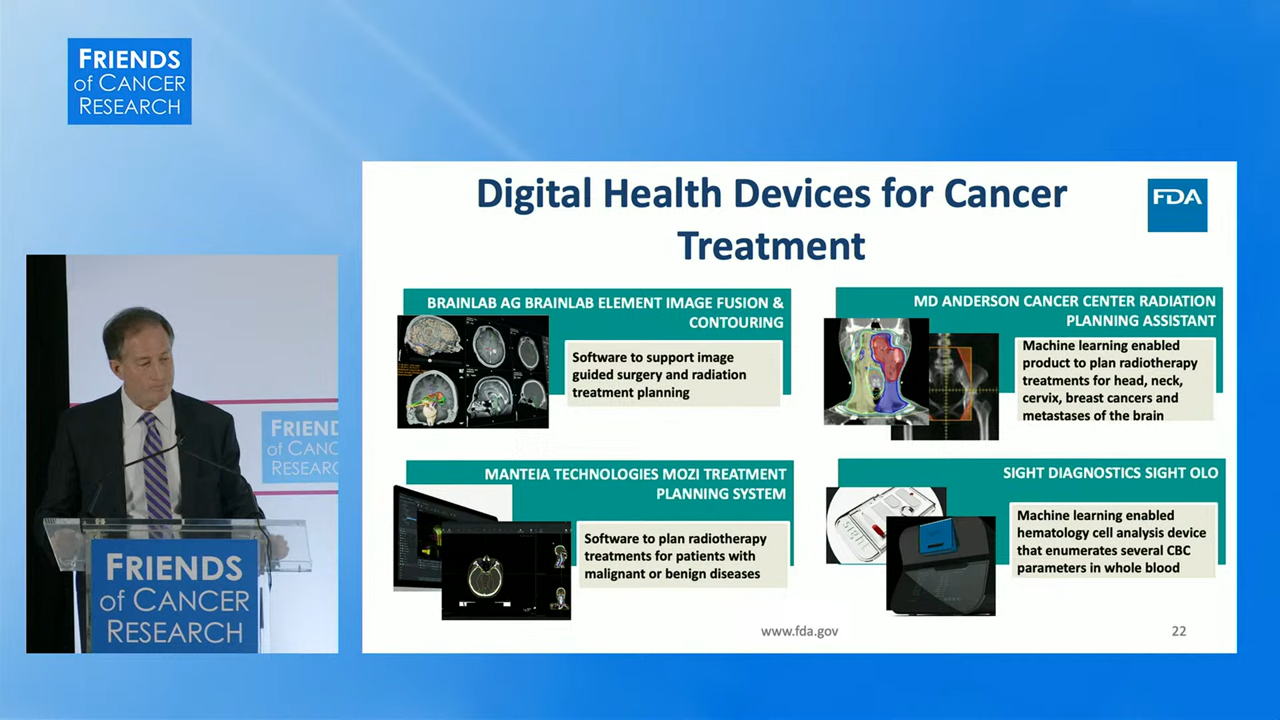 FRIENDS
of CANCER
RESEARCH
Digital Health Devices for Cancer
Treatment
FDA
BRAINLAB AG BRAINLAB ELEMENT IMAGE FUSION &
CONTOURING
Software to support image
guided surgery and radiation
treatment planning
MD ANDERSON CANCER CENTER RADIATION
PLANNING ASSISTANT
Machine learning enabled
product to plan radiotherapy
treatments for head, neck,
cervix, breast cancers and
metastases of the brain
MANTEIA TECHNOLOGIES MOZI TREATMENT
PLANNING SYSTEM
Software to plan radiotherapy
treatments for patients with
malignant or benign diseases
SIGHT DIAGNOSTICS SIGHT OLO
Machine learning enabled
hematology cell analysis device
that enumerates several CBC
parameters in whole blood
www.fda.gov
22
FRIEND
of CANC
RESEARC
FRIENDS
of CANCER
RESEARCH